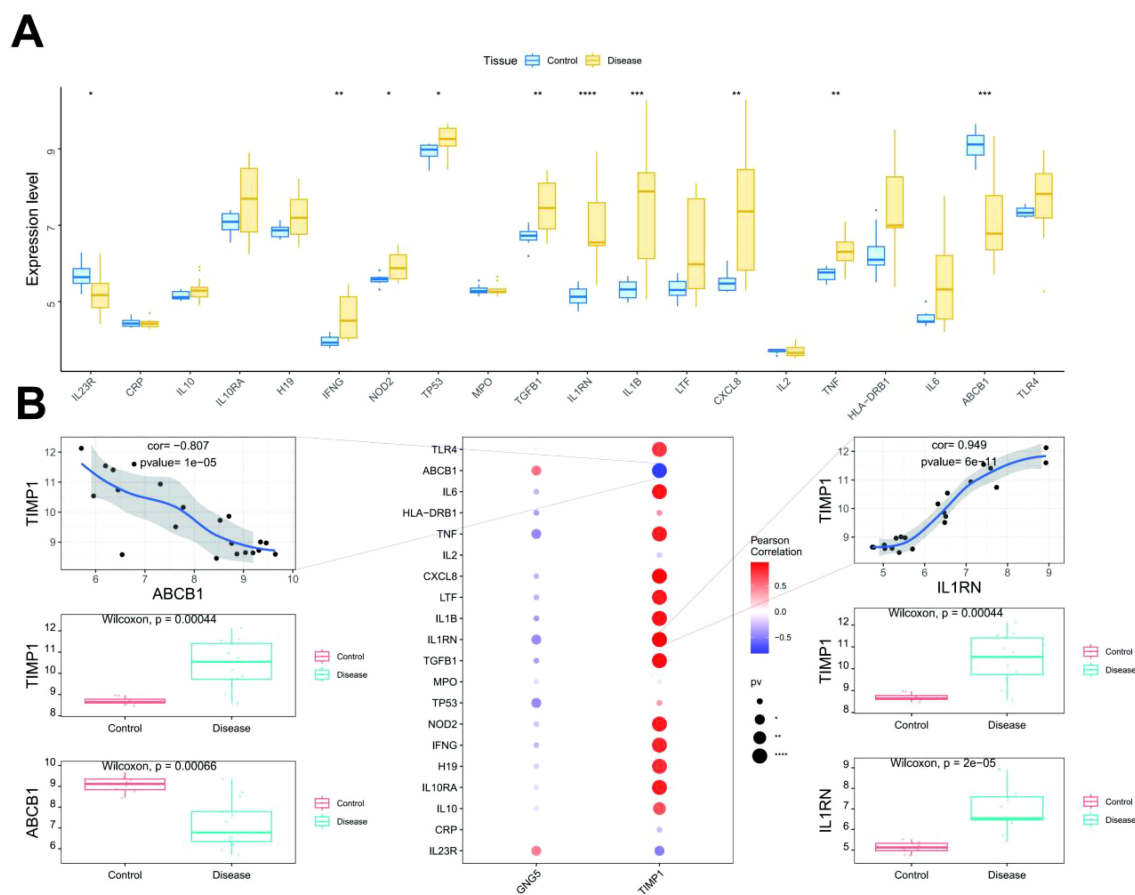 A
Tissue Control Disease
* ** * * ** **** *** ** ** ***
Expression level
9
7
5
IL23R CRP IL10 IL10RA H19 IFNG NOD2 TP53 MPO TGFB1 IL1RN IL1B LTF CXCL8 IL2 TNF HLA−DRB1 IL6 ABCB1 TLR4
B
cor= −0.807
pvalue= 1e−05
TIMP1
12
11
10
9
6 7 8 9 10
ABCB1
Wilcoxon, p = 0.00044
TIMP1
12
11
10
9
8
Control Disease
Control
Disease
Wilcoxon, p = 0.00066
ABCB1
10
9
8
7
6
Control Disease
Control
Disease
TLR4
ABCB1
IL6
HLA−DRB1
TNF
IL2
CXCL8
LTF
IL1B
IL1RN
TGFB1
MPO
TP53
NOD2
IFNG
H19
IL10RA
IL10
CRP
IL23R
GNG5 TIMP1
Pearson
Correlation
0.5
0.0
−0.5
pv
*
**
****
cor= 0.949
pvalue= 6e−11
TIMP1
12
11
10
9
8
5 6 7 8 9
IL1RN
Wilcoxon, p = 0.00044
TIMP1
12
11
10
9
8
Control Disease
Control
Disease
Wilcoxon, p = 2e−05
IL1RN
9
8
7
6
5
Control Disease
Control
Disease